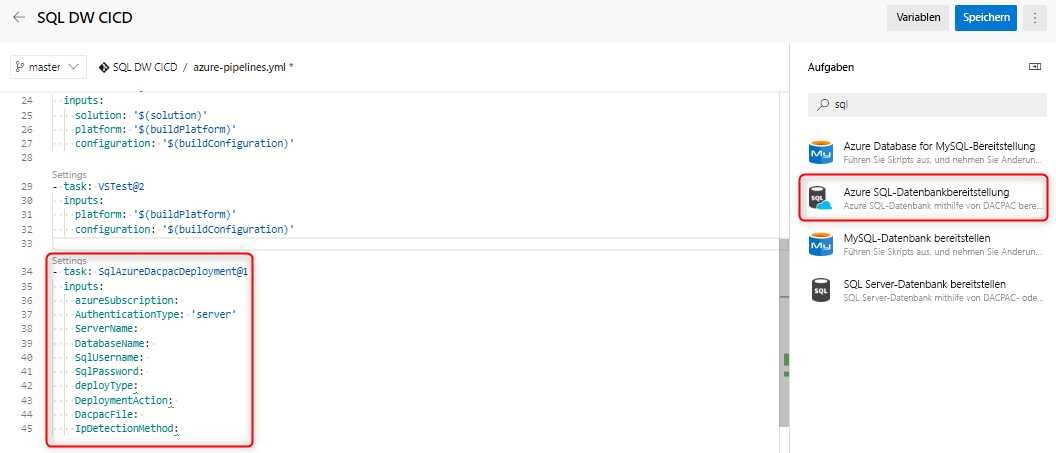 SQL DW CICD
Variablen
Speichern
master
SQL DW CICD / azure-pipelines.yml *
24 inputs:
25 solution: '$(solution)'
26 platform: '$(buildPlatform)'
27 configuration: '$(buildConfiguration)'
28
Settings
29 - task: VSTest@2
30 inputs:
31 platform: '$(buildPlatform)'
32 configuration: '$(buildConfiguration)'
33
Settings
34 - task: SqlAzureDacpacDeployment@1
35 inputs:
36 azureSubscription:
37 AuthenticationType: 'server'
38 ServerName:
39 DatabaseName:
40 SqlUsername:
41 SqlPassword:
42 deployType:
43 DeploymentAction:
44 DacpacFile:
45 IpDetectionMethod:
Aufgaben
sql
My
Azure Database for MySQL-Bereitstellung
Führen Sie Skripts aus, und nehmen Sie Änderun...
SQL
Azure SQL-Datenbankbereitstellung
Azure SQL-Datenbank mithilfe von DACPAC bere...
My
MySQL-Datenbank bereitstellen
Führen Sie Skripts aus, und nehmen Sie Änderun...
SQL
SQL Server-Datenbank bereitstellen
SQL Server-Datenbank mithilfe von DACPAC- ode...